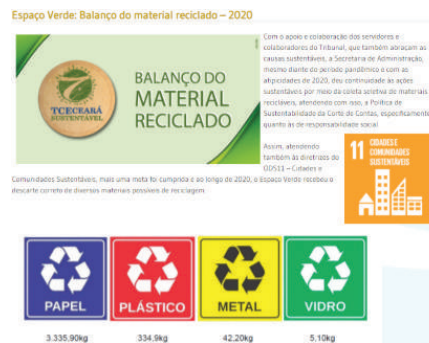 Espaço Verde: Balanço do material reciclado – 2020
Com o apoio e colaboração dos servidores e
colaboradores do Tribunal, que também abraçam as
causas sustentáveis, a Secretaria de Administração,
mesmo diante do período pandêmico e com as
atipicidades de 2020, deu continuidade às ações
sustentáveis por meio da coleta seletiva de materiais
recicláveis, atendendo com isso, a Política de
Sustentabilidade da Corte de Contas, especificamente
quanto às de responsabilidade social.
TCECEARÁ
SUSTENTÁVEL
BALANÇO DO
MATERIAL
RECICLADO
Assim, atendendo
também às diretrizes do
ODS11 – Cidades e
Comunidades Sustentáveis, mais uma meta foi cumprida e ao longo de 2020, o Espaço Verde recebeu o
descarte correto de diversos materiais possíveis de reciclagem.
11 CIDADES E
COMUNIDADES
SUSTENTÁVEIS
PAPEL
PLÁSTICO
METAL
VIDRO
3.335,90kg
334,9kg
42,20kg
5,10kg